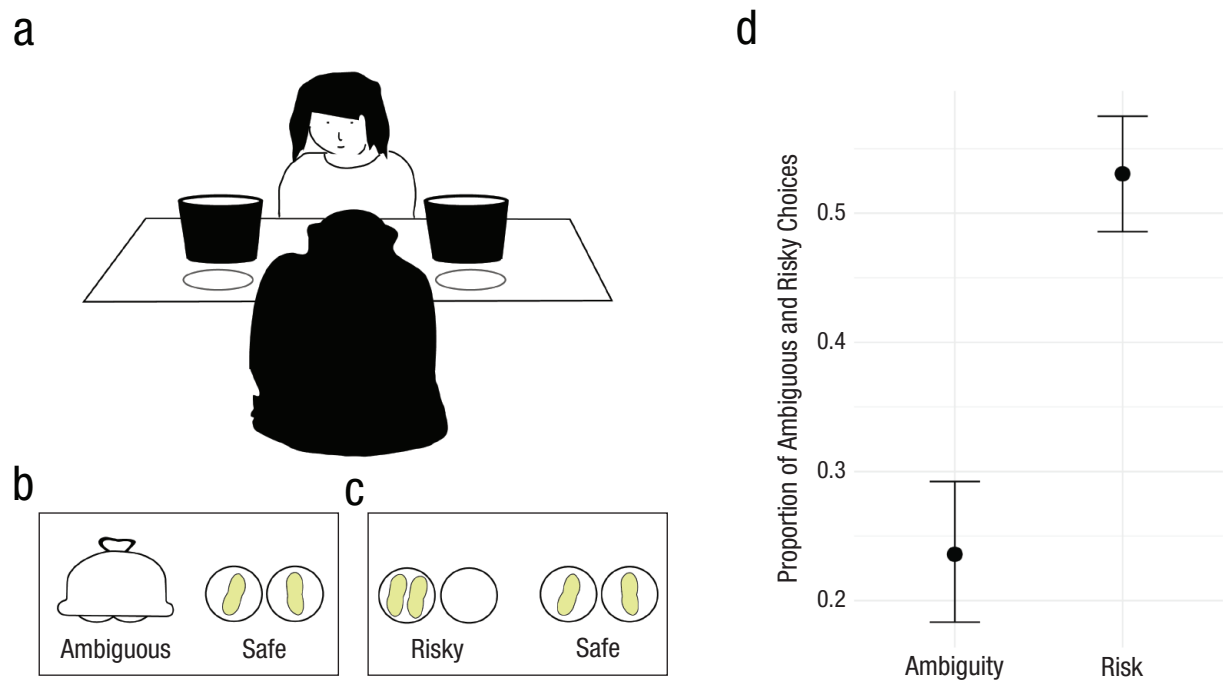 a
b
Ambiguous
Safe
c
Risky
Safe
d
Proportion of Ambiguous and Risky Choices
0.5
0.4
0.3
0.2
Ambiguity
Risk